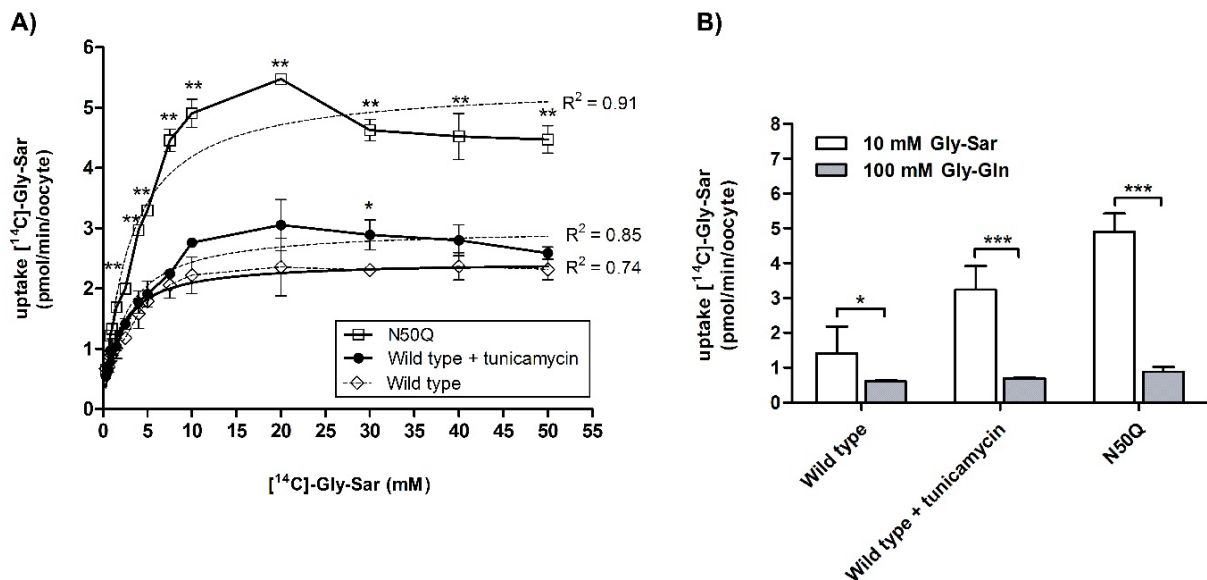 A)
uptake [¹⁴C]-Gly-Sar
(pmol/min/oocyte)
6
5
4
3
2
1
0
**
**
**
**
**
**
**
**
**
*
R² = 0.91
R² = 0.85
R² = 0.74
N50Q
Wild type + tunicamycin
Wild type
0 5 10 15 20 25 30 35 40 45 50 55
[¹⁴C]-Gly-Sar (mM)
B)
uptake [¹⁴C]-Gly-Sar
(pmol/min/oocyte)
8
7
6
5
4
3
2
1
0
10 mM Gly-Sar
100 mM Gly-Gln
*
***
***
Wild type
Wild type + tunicamycin
N50Q